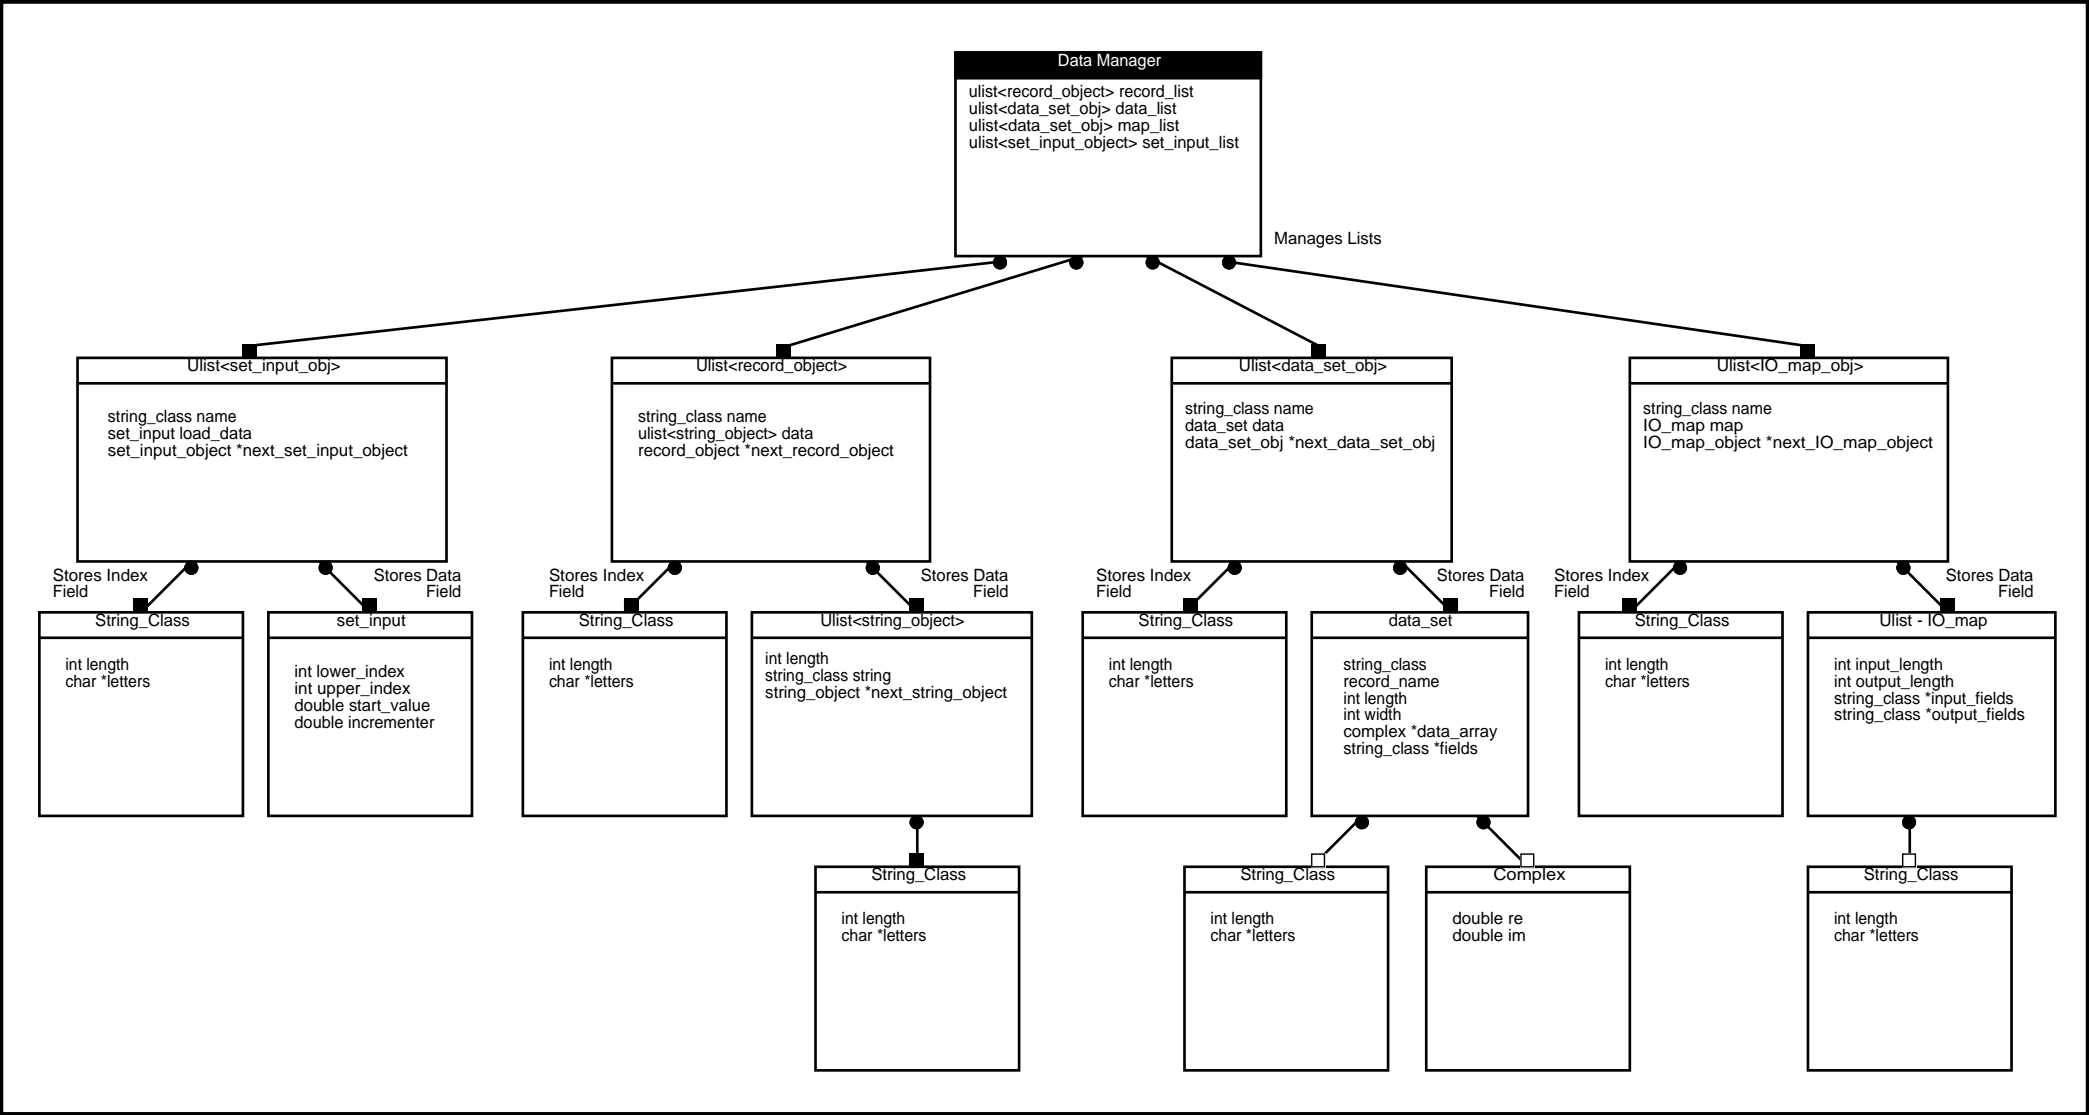 Data Manager
ulist<record_object> record_list
ulist<data_set_obj> data_list
ulist<data_set_obj> map_list
ulist<set_input_object> set_input_list
Manages Lists
Ulist<set_input_obj>
string_class name
set_input load_data
set_input_object *next_set_input_object
Ulist<record_object>
string_class name
ulist<string_object> data
record_object *next_record_object
Ulist<data_set_obj>
string_class name
data_set data
data_set_obj *next_data_set_obj
Ulist<IO_map_obj>
string_class name
IO_map map
IO_map_object *next_IO_map_object
Stores Index
Field
Stores Data
Field
Stores Index
Field
Stores Data
Field
Stores Index
Field
Stores Data
Field
Stores Index
Field
Stores Data
Field
String_Class
int length
char *letters
set_input
int lower_index
int upper_index
double start_value
double incrementer
String_Class
int length
char *letters
Ulist<string_object>
int length
string_class string
string_object *next_string_object
String_Class
int length
char *letters
data_set
string_class
record_name
int length
int width
complex *data_array
string_class *fields
String_Class
int length
char *letters
Ulist - IO_map
int input_length
int output_length
string_class *input_fields
string_class *output_fields
String_Class
int length
char *letters
String_Class
int length
char *letters
Complex
double re
double im
String_Class
int length
char *letters